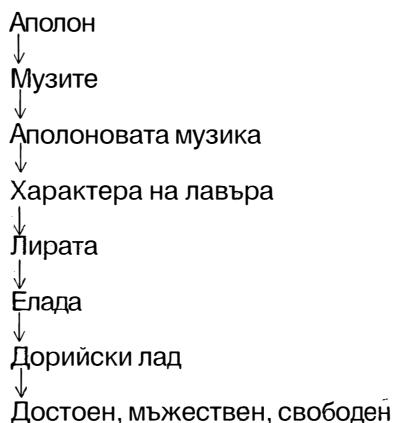 Аполон
Музите
Аполоновата музика
Характера на лавъра
Лирата
Елада
Дорийски лад
Достоен, мъжествен, свободен